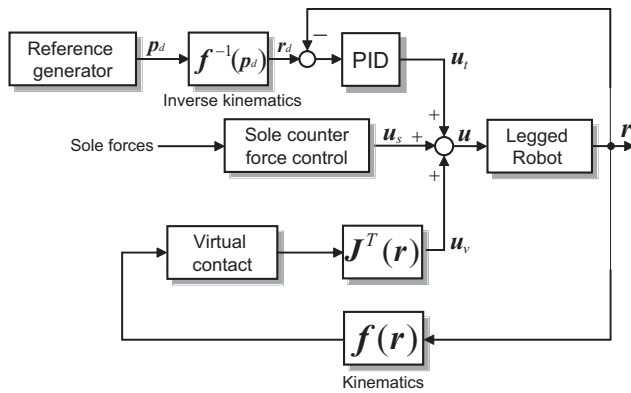 Reference
generator
p_d
f^{-1}(p_d)
Inverse kinematics
r_d
−
PID
u_t
+
Sole forces
Sole counter
force control
u_s +
u
Legged
Robot
r
+
Virtual
contact
J^T(r)
u_v
f(r)
Kinematics